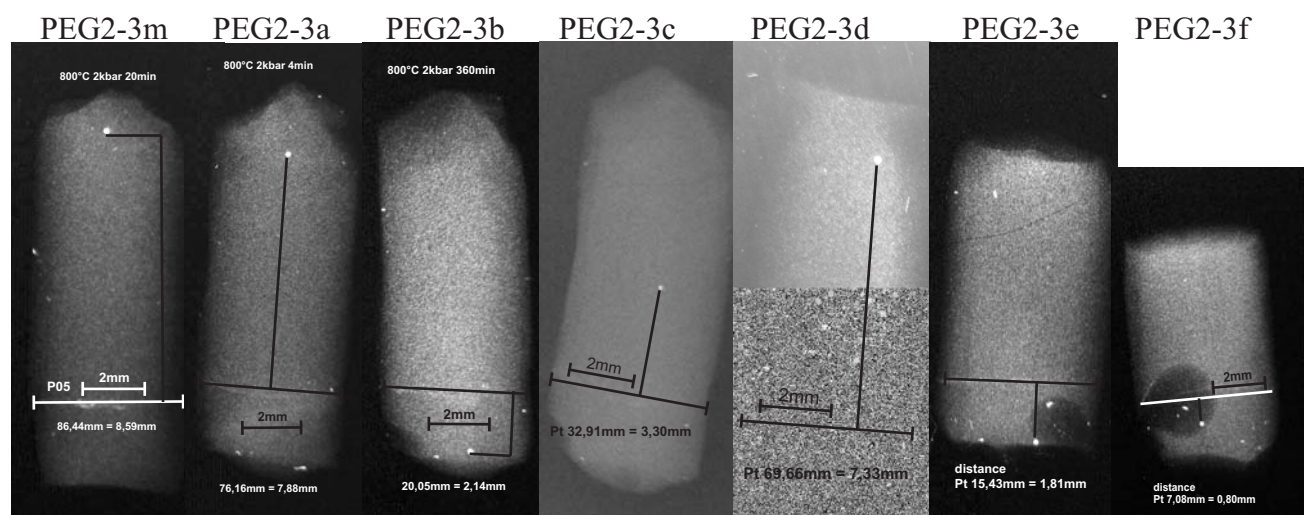 PEG2-3m PEG2-3a PEG2-3b PEG2-3c PEG2-3d PEG2-3e PEG2-3f
800°C 2kbar 20min
P05
2mm
86,44mm = 8,59mm
800°C 2kbar 4min
2mm
76,16mm = 7,88mm
800°C 2kbar 360min
2mm
20,05mm = 2,14mm
2mm
Pt 32,91mm = 3,30mm
2mm
Pt 69,66mm = 7,33mm
distance
Pt 15,43mm = 1,81mm
2mm
distance
Pt 7,08mm = 0,80mm